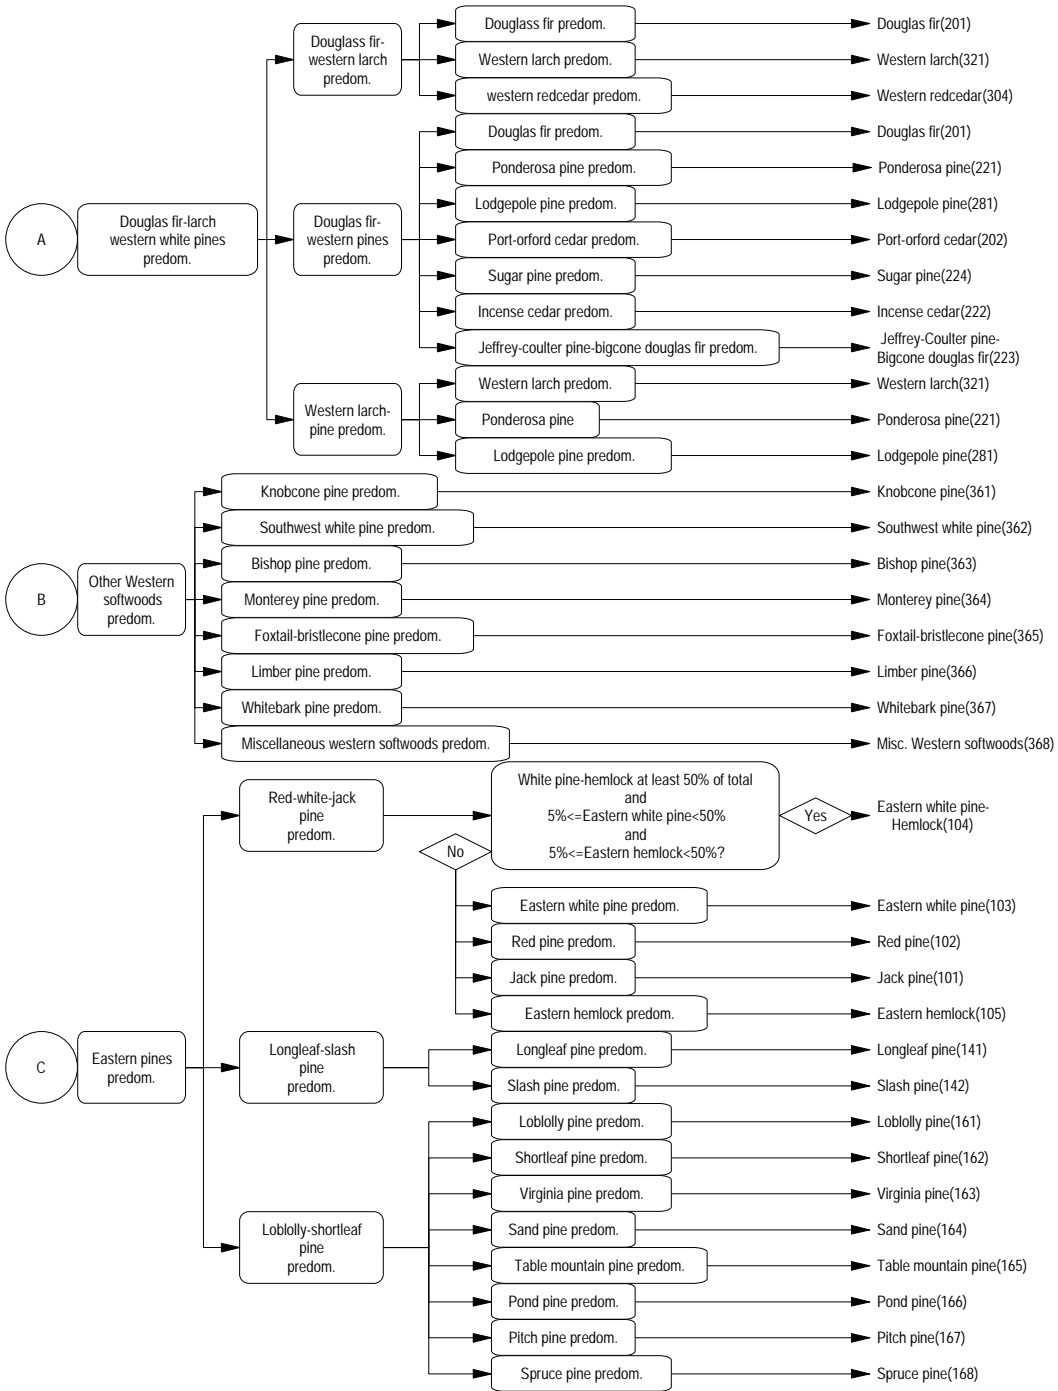 Douglass fir predom.
Douglas fir(201)
Douglass fir-
western larch
predom.
Western larch predom.
Western larch(321)
western redcedar predom.
Western redcedar(304)
Douglas fir predom.
Douglas fir(201)
Ponderosa pine predom.
Ponderosa pine(221)
Lodgepole pine predom.
Lodgepole pine(281)
A
Douglas fir-larch
western white pines
predom.
Douglas fir-
western pines
predom.
Port-orford cedar predom.
Port-orford cedar(202)
Sugar pine predom.
Sugar pine(224)
Incense cedar predom.
Incense cedar(222)
Jeffrey-coulter pine-bigcone douglas fir predom.
Jeffrey-Coulter pine-
Bigcone douglas fir(223)
Western larch predom.
Western larch(321)
Western larch-
pine predom.
Ponderosa pine
Ponderosa pine(221)
Lodgepole pine predom.
Lodgepole pine(281)
Knobcone pine predom.
Knobcone pine(361)
Southwest white pine predom.
Southwest white pine(362)
Bishop pine predom.
Bishop pine(363)
B
Other Western
softwoods
predom.
Monterey pine predom.
Monterey pine(364)
Foxtail-bristlecone pine predom.
Foxtail-bristlecone pine(365)
Limber pine predom.
Limber pine(366)
Whitebark pine predom.
Whitebark pine(367)
Miscellaneous western softwoods predom.
Misc. Western softwoods(368)
Red-white-jack
pine
predom.
White pine-hemlock at least 50% of total
and
5%<=Eastern white pine<50%
and
5%<=Eastern hemlock<50%?
Yes
Eastern white pine-
Hemlock(104)
No
Eastern white pine predom.
Eastern white pine(103)
Red pine predom.
Red pine(102)
Jack pine predom.
Jack pine(101)
Eastern hemlock predom.
Eastern hemlock(105)
C
Eastern pines
predom.
Longleaf-slash
pine
predom.
Longleaf pine predom.
Longleaf pine(141)
Slash pine predom.
Slash pine(142)
Loblolly pine predom.
Loblolly pine(161)
Shortleaf pine predom.
Shortleaf pine(162)
Virginia pine predom.
Virginia pine(163)
Loblolly-shortleaf
pine
predom.
Sand pine predom.
Sand pine(164)
Table mountain pine predom.
Table mountain pine(165)
Pond pine predom.
Pond pine(166)
Pitch pine predom.
Pitch pine(167)
Spruce pine predom.
Spruce pine(168)